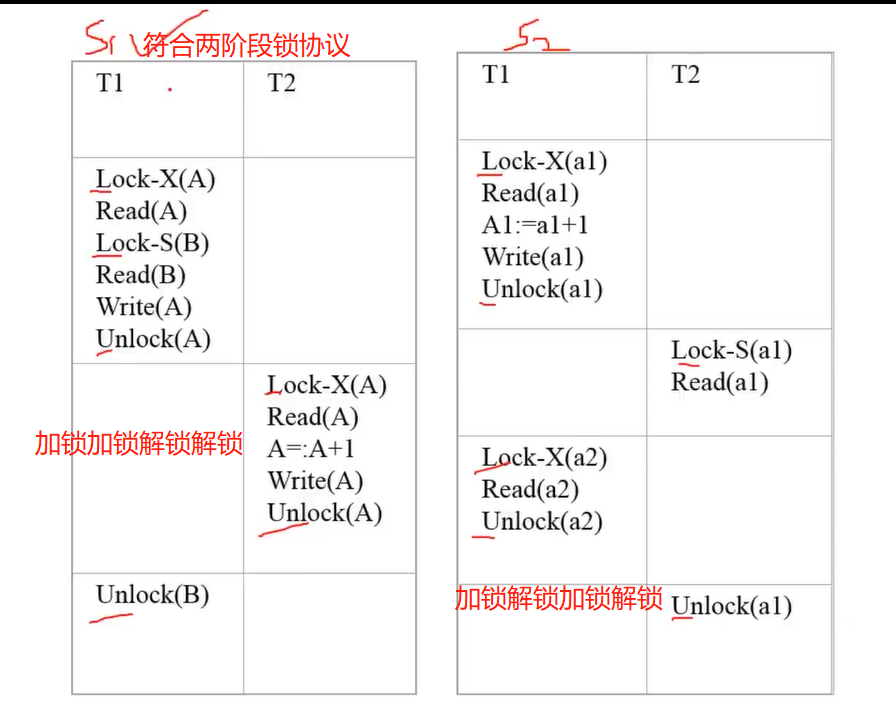 S1
符合两阶段锁协议
T1
T2
Lock-X(A)
Read(A)
Lock-S(B)
Read(B)
Write(A)
Unlock(A)
Lock-X(A)
Read(A)
A=:A+1
Write(A)
Unlock(A)
加锁加锁解锁解锁
Unlock(B)
S2
T1
T2
Lock-X(a1)
Read(a1)
A1:=a1+1
Write(a1)
Unlock(a1)
Lock-S(a1)
Read(a1)
Lock-X(a2)
Read(a2)
Unlock(a2)
加锁解锁加锁解锁
Unlock(a1)